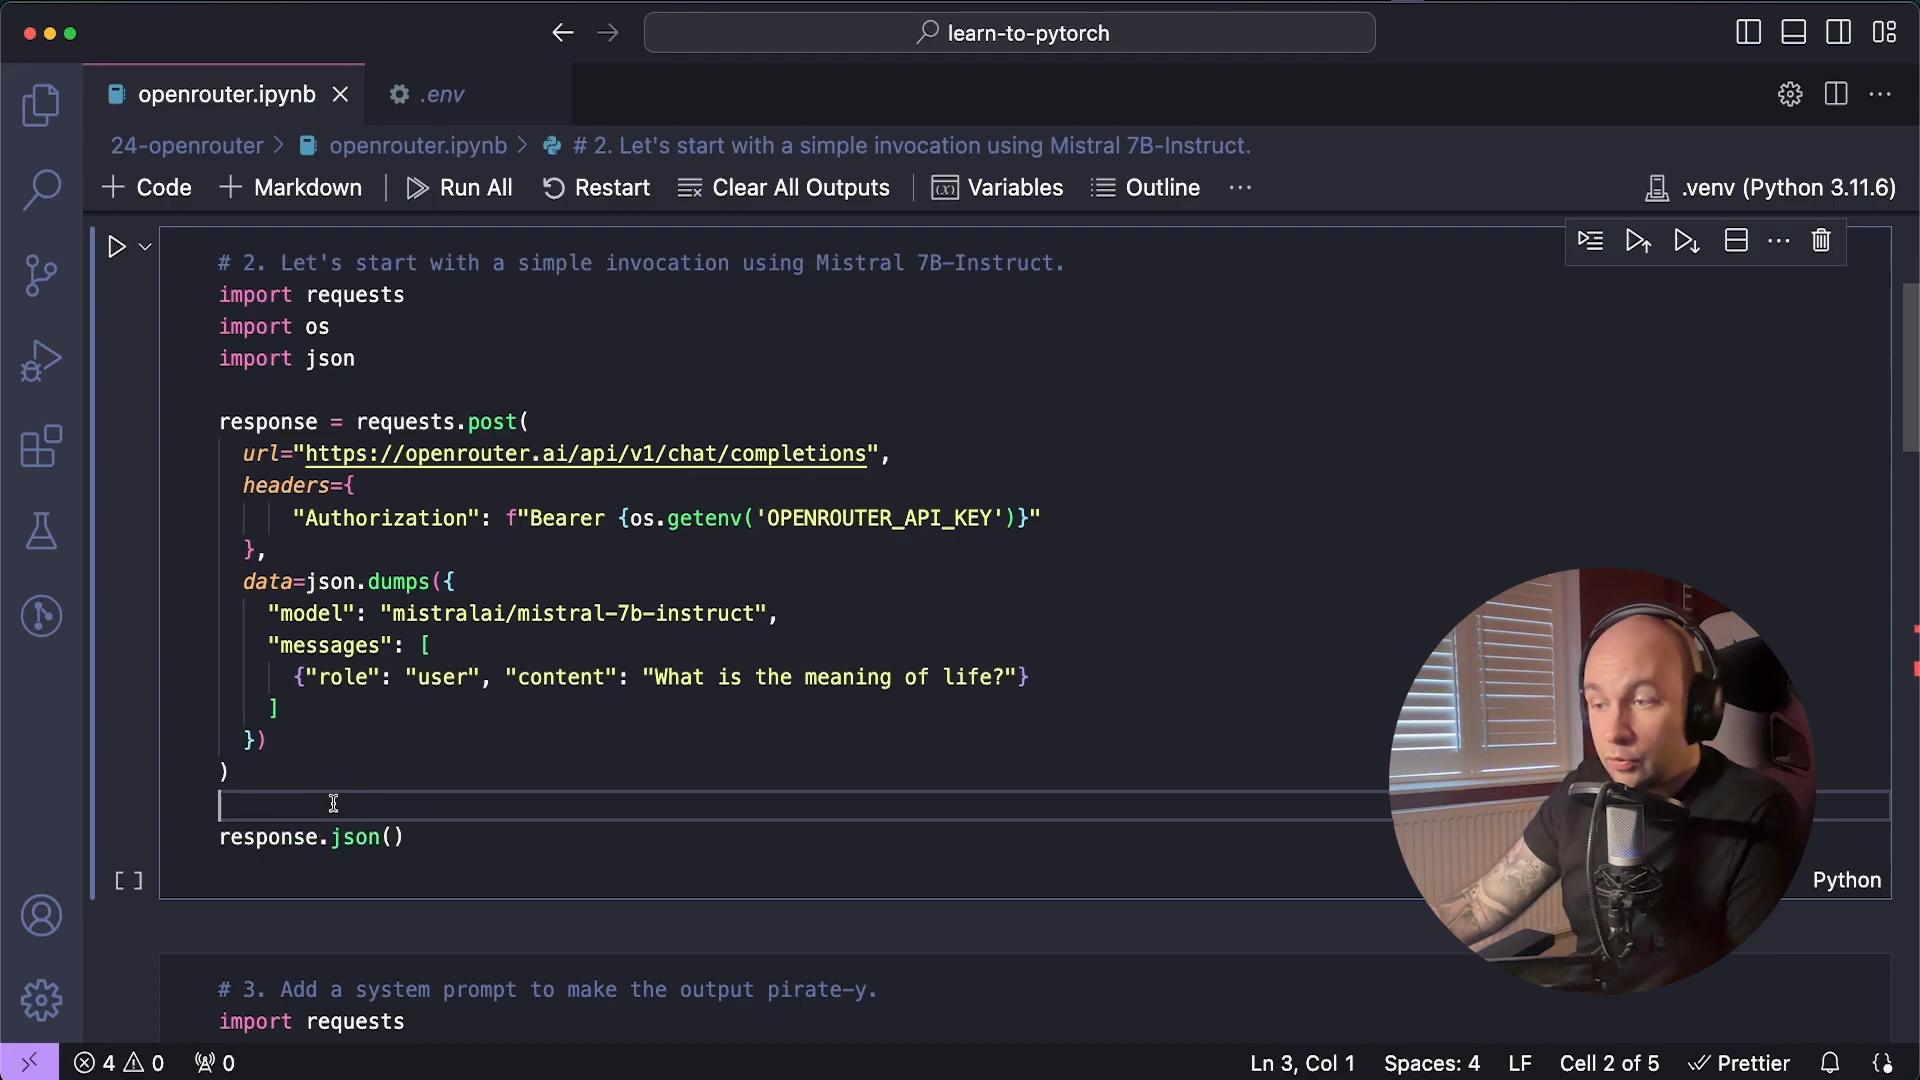 learn-to-pytorch
openrouter.ipynb
.env
24-openrouter > openrouter.ipynb > # 2. Let's start with a simple invocation using Mistral 7B-Instruct.
+ Code + Markdown Run All Restart Clear All Outputs Variables Outline ... .venv (Python 3.11.6)
# 2. Let's start with a simple invocation using Mistral 7B-Instruct.
import requests
import os
import json
response = requests.post(
url="https://openrouter.ai/api/v1/chat/completions",
headers={
"Authorization": f"Bearer {os.getenv('OPENROUTER_API_KEY')}"
},
data=json.dumps({
"model": "mistralai/mistral-7b-instruct",
"messages": [
{"role": "user", "content": "What is the meaning of life?"}
]
})
)
response.json()
[ ]
Python
# 3. Add a system prompt to make the output pirate-y.
import requests
4 0 0 Ln 3, Col 1 Spaces: 4 LF Cell 2 of 5 Prettier